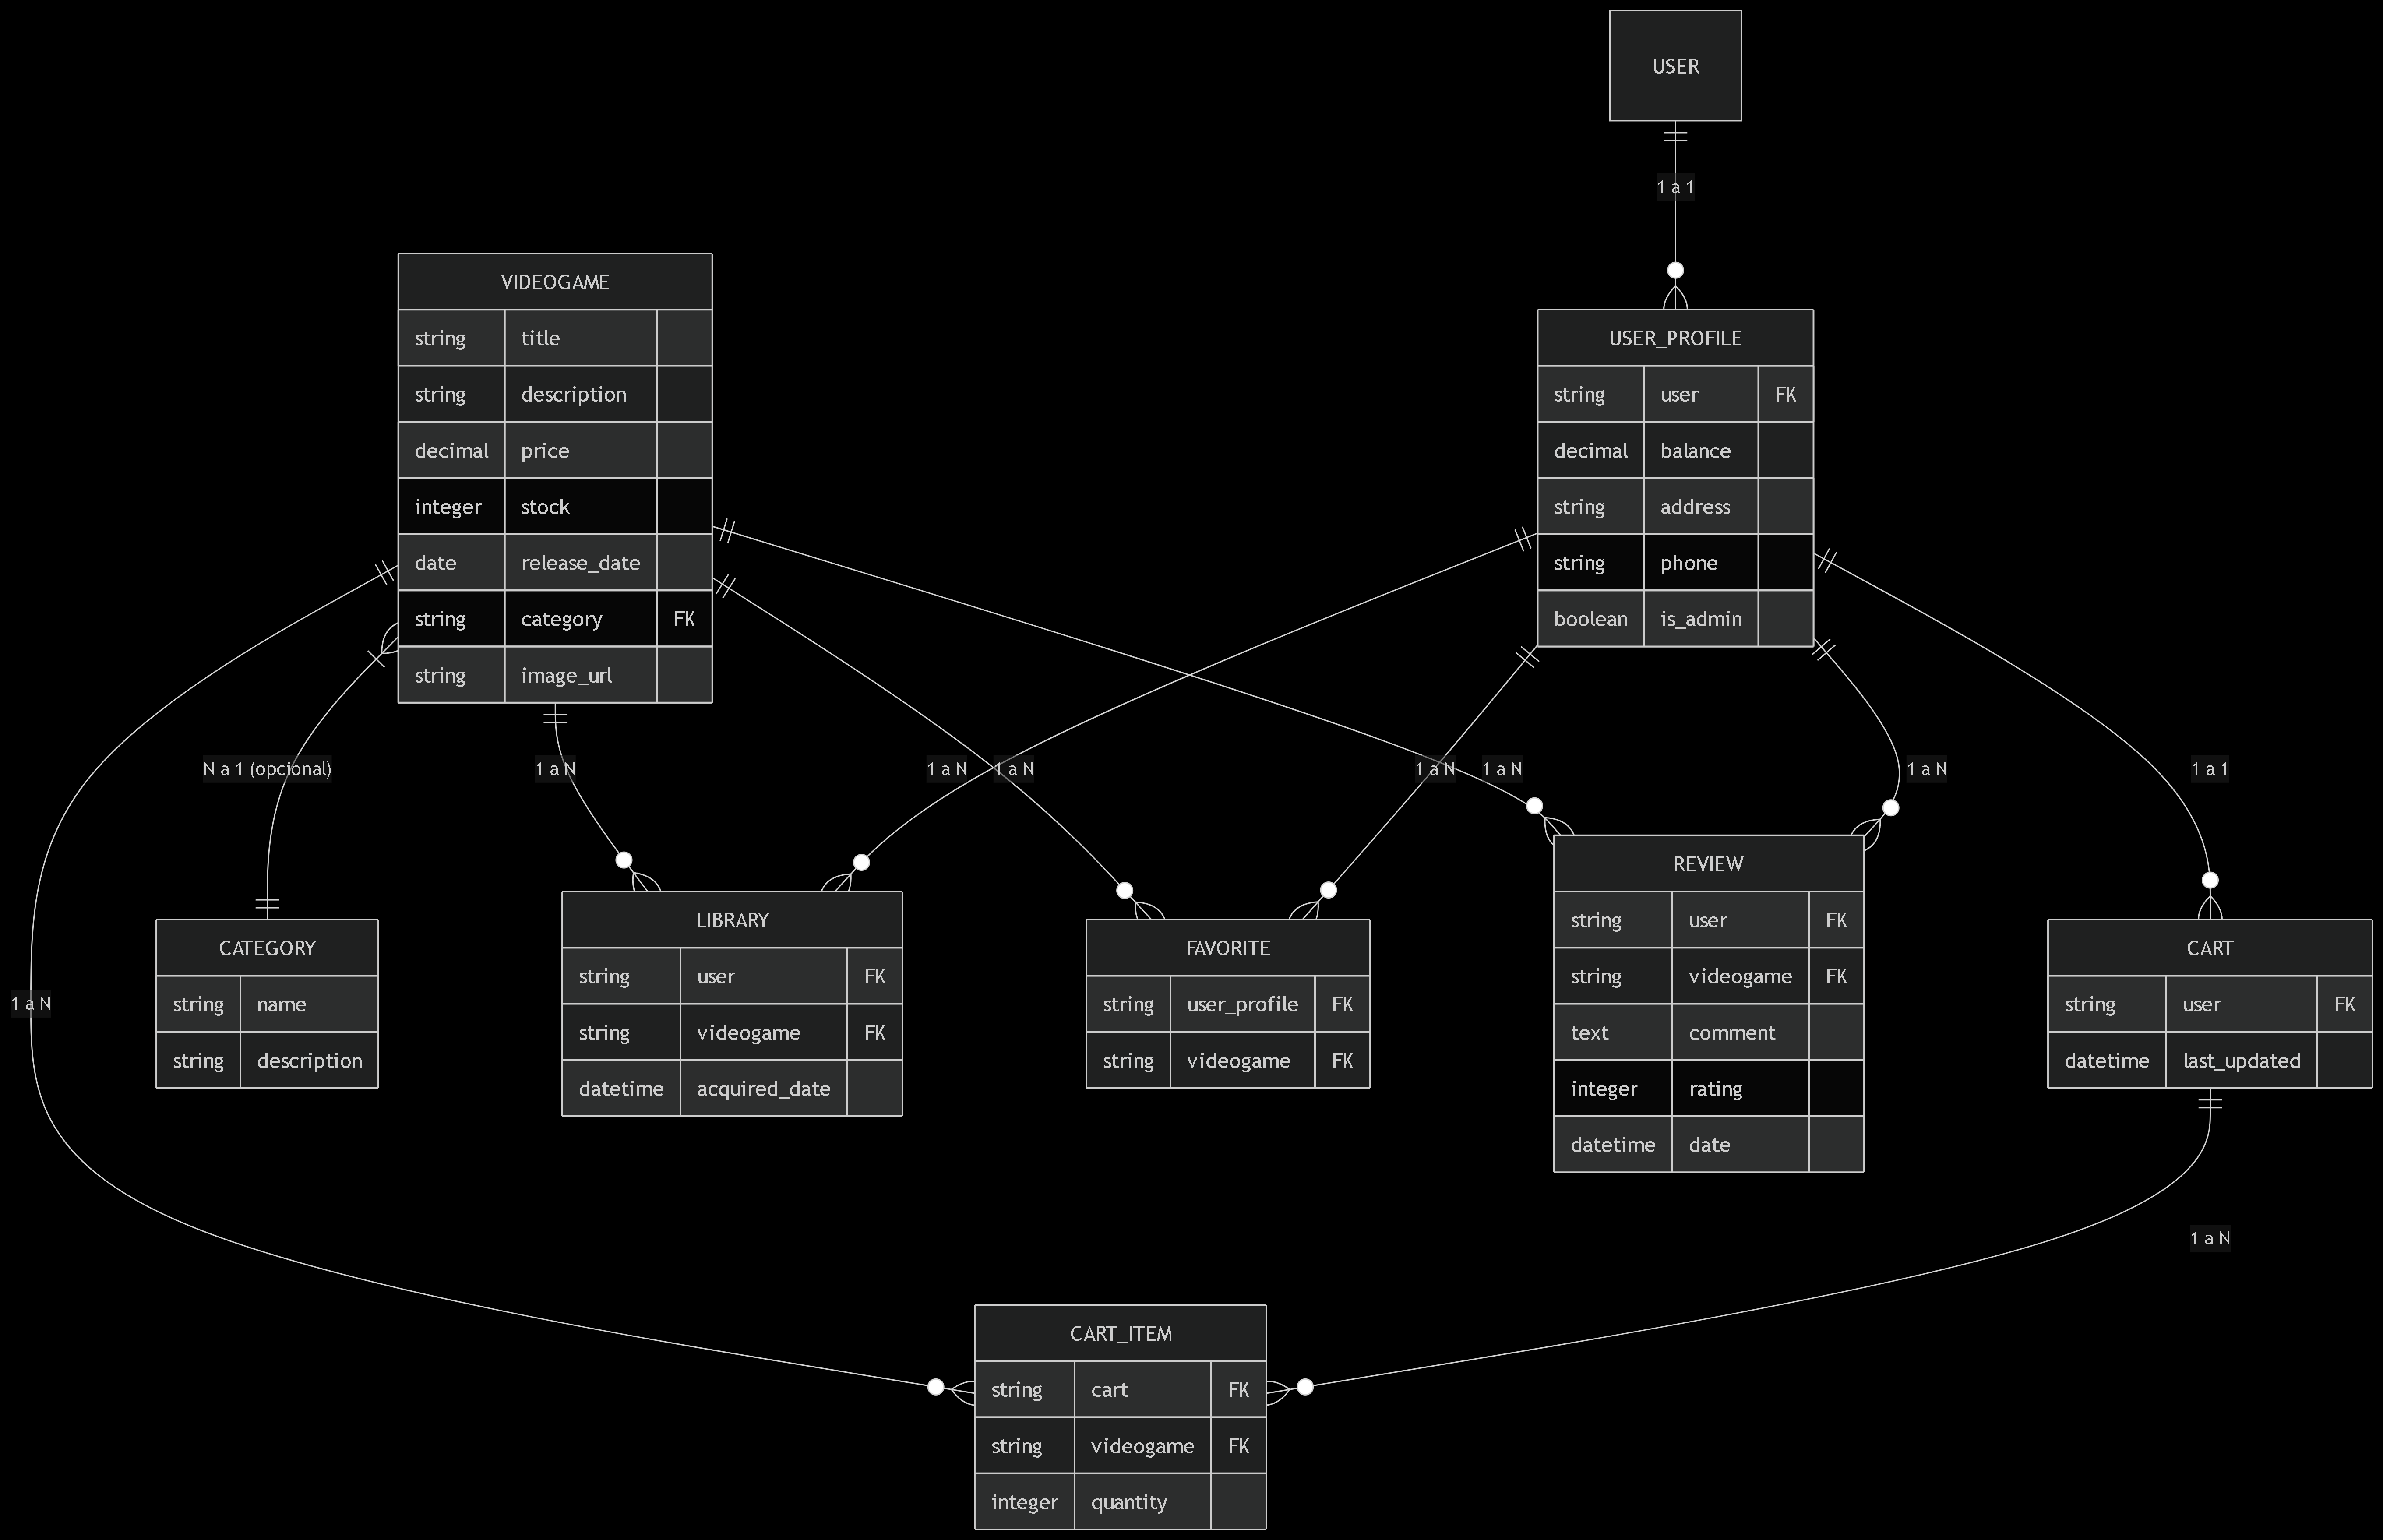 USER
1 a 1
VIDEOGAME
string title
string description
decimal price
integer stock
date release_date
string category FK
string image_url
USER_PROFILE
string user FK
decimal balance
string address
string phone
boolean is_admin
N a 1 (opcional)
1 a N
1 a N
1 a N
1 a N
1 a N
1 a N
1 a 1
CATEGORY
string name
string description
LIBRARY
string user FK
string videogame FK
datetime acquired_date
FAVORITE
string user_profile FK
string videogame FK
REVIEW
string user FK
string videogame FK
text comment
integer rating
datetime date
CART
string user FK
datetime last_updated
1 a N
1 a N
CART_ITEM
string cart FK
string videogame FK
integer quantity